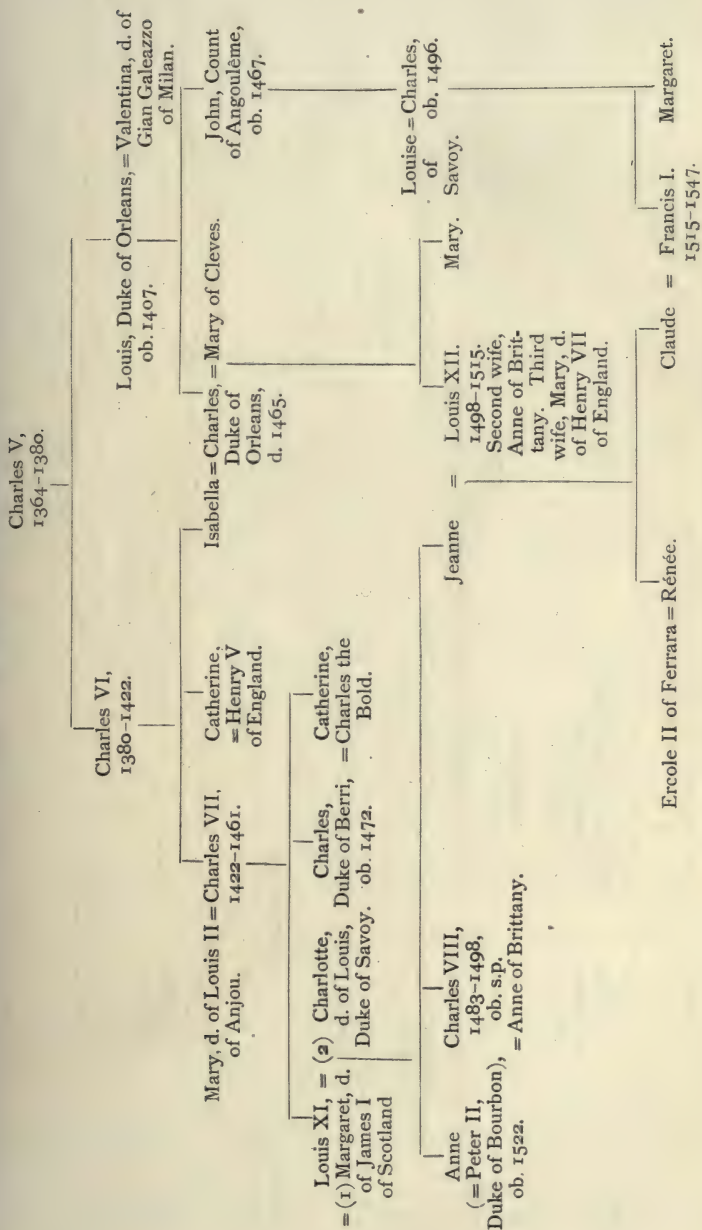 Charles V,
1364–1380.
Charles VI,
1380–1422.
Louis, Duke of Orleans, = Valentina, d. of
ob. 1407.
Gian Galeazzo
of Milan.
Mary, d. of Louis II = Charles VII,
of Anjou.
1422–1461.
Catherine,
= Henry V
of England.
Isabella = Charles, = Mary of Cleves.
Duke of
Orleans,
d. 1465.
John, Count
of Angoulême,
ob. 1467.
Louis XI, = (2) Charlotte,
= (1) Margaret, d.
of James I
of Scotland
d. of Louis,
Duke of Savoy.
Charles,
Duke of Berri,
ob. 1472.
Catherine
= Charles the
Bold.
Louise = Charles,
of
Savoy.
ob. 1496.
Anne
(= Peter II,
Duke of Bourbon),
ob. 1522.
Charles VIII,
1483–1498,
ob. s.p.
= Anne of Brittany.
Jeanne = Louis XII.
1498–1515.
Second wife,
Anne of Brit-
tany. Third
wife, Mary, d.
of Henry VII
of England.
Mary.
Ercole II of Ferrara = Rénée.
Claude = Francis I.
1515–1547.
Margaret.